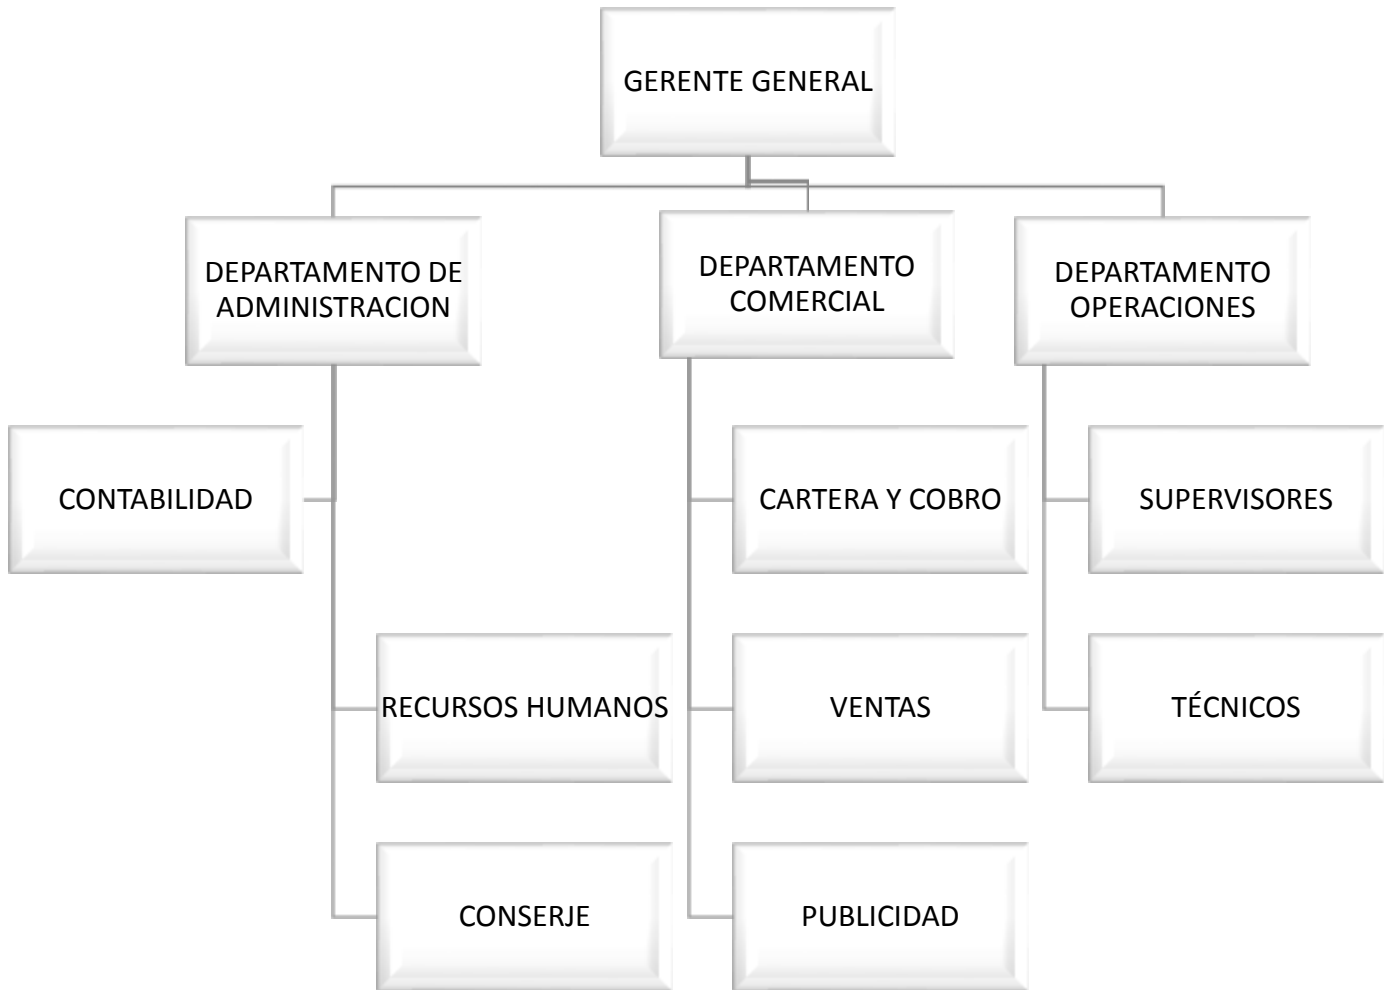 GERENTE GENERAL
DEPARTAMENTO DE
ADMINISTRACION
DEPARTAMENTO
COMERCIAL
DEPARTAMENTO
OPERACIONES
CONTABILIDAD
CARTERA Y COBRO
SUPERVISORES
RECURSOS HUMANOS
VENTAS
TÉCNICOS
CONSERJE
PUBLICIDAD